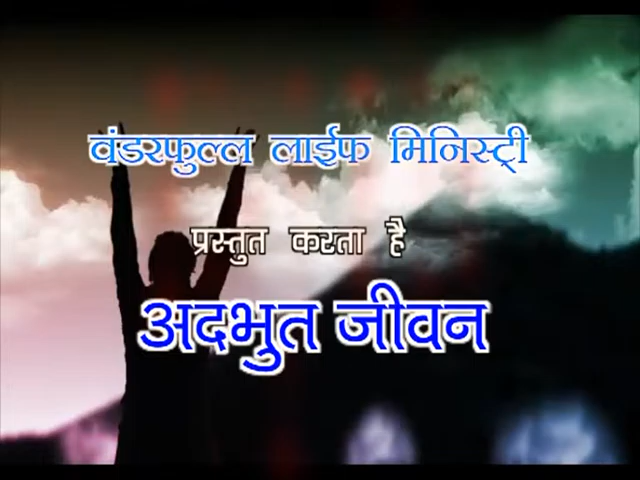 वंडरफुल्ल लाईफ मिनिस्ट्री
प्रस्तुत करता है
अदभुत जीवन